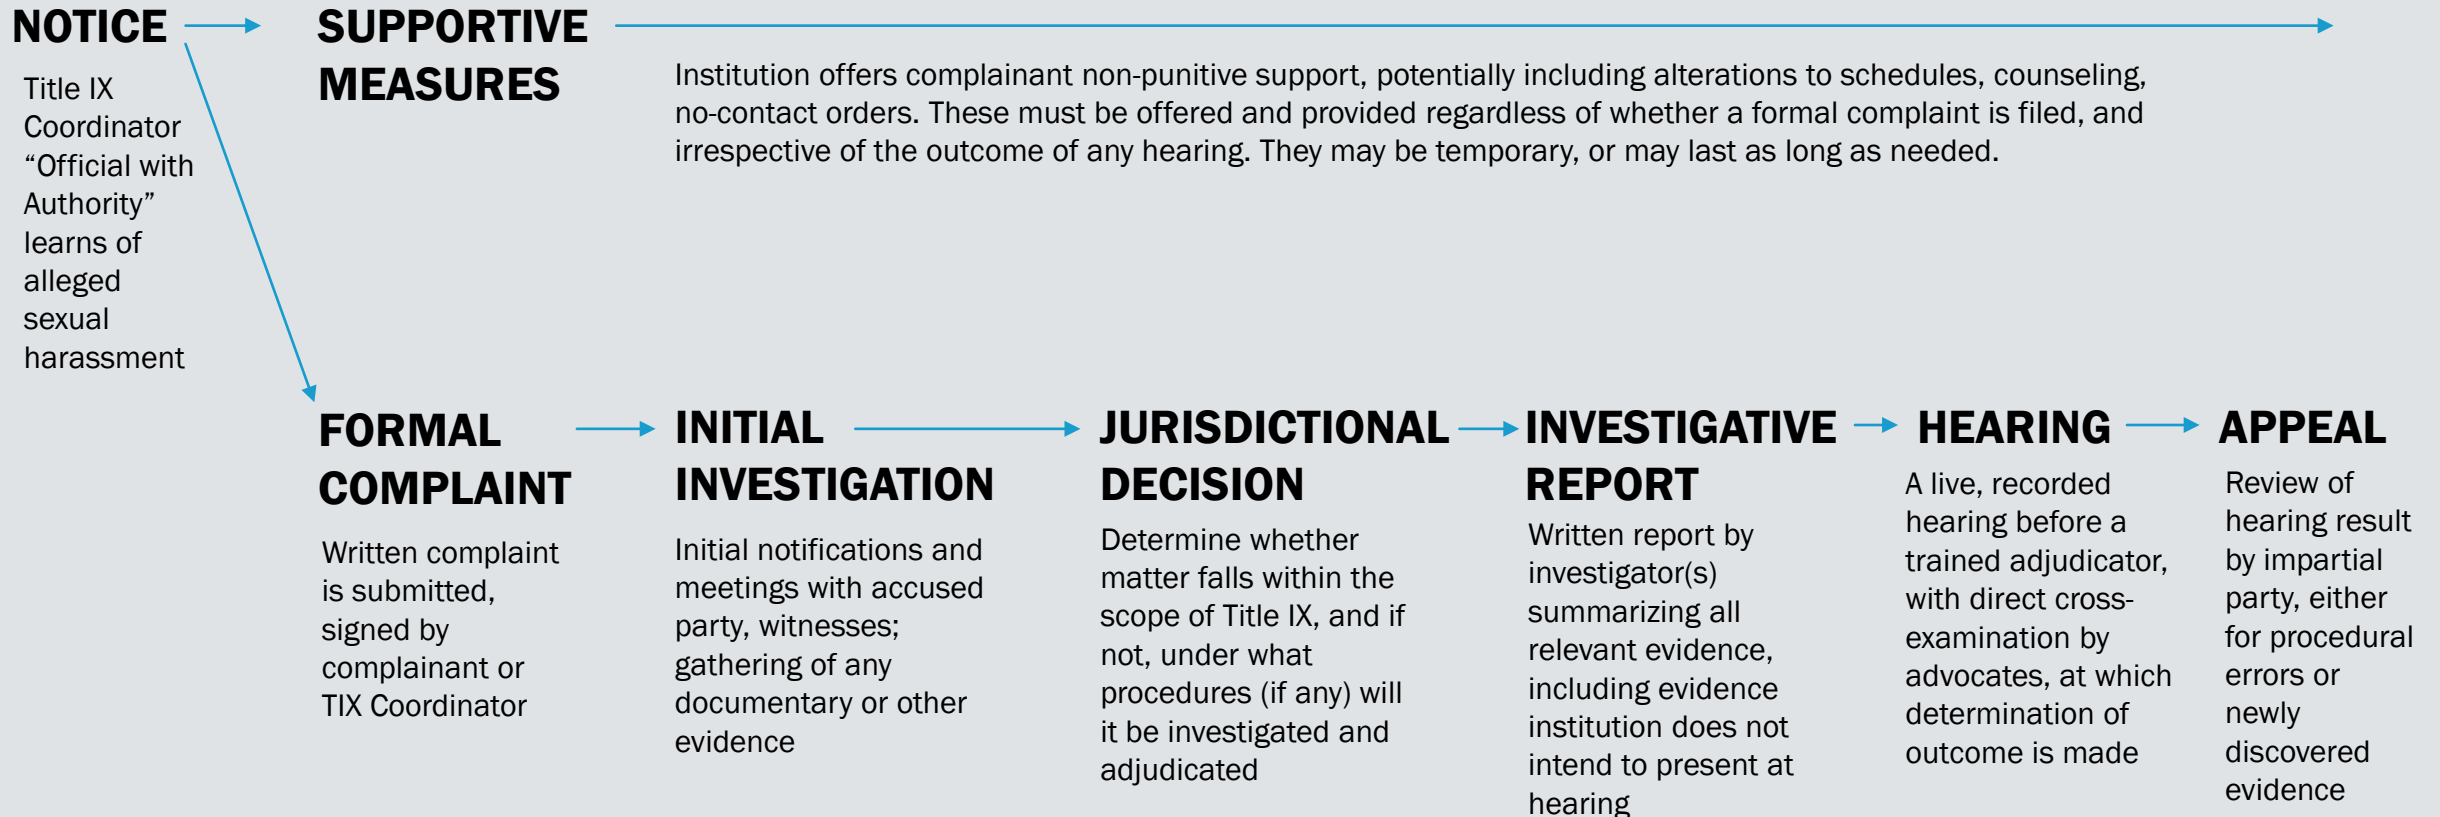 NOTICE
Title IX
Coordinator
“Official with
Authority”
learns of
alleged
sexual
harassment
SUPPORTIVE
MEASURES
Institution offers complainant non-punitive support, potentially including alterations to schedules, counseling,
no-contact orders. These must be offered and provided regardless of whether a formal complaint is filed, and
irrespective of the outcome of any hearing. They may be temporary, or may last as long as needed.
FORMAL
COMPLAINT
Written complaint
is submitted,
signed by
complainant or
TIX Coordinator
INITIAL
INVESTIGATION
Initial notifications and
meetings with accused
party, witnesses;
gathering of any
documentary or other
evidence
JURISDICTIONAL
DECISION
Determine whether
matter falls within the
scope of Title IX, and if
not, under what
procedures (if any) will
it be investigated and
adjudicated
INVESTIGATIVE
REPORT
Written report by
investigator(s)
summarizing all
relevant evidence,
including evidence
institution does not
intend to present at
hearing
HEARING
A live, recorded
hearing before a
trained adjudicator,
with direct cross-
examination by
advocates, at which
determination of
outcome is made
APPEAL
Review of
hearing result
by impartial
party, either
for procedural
errors or
newly
discovered
evidence